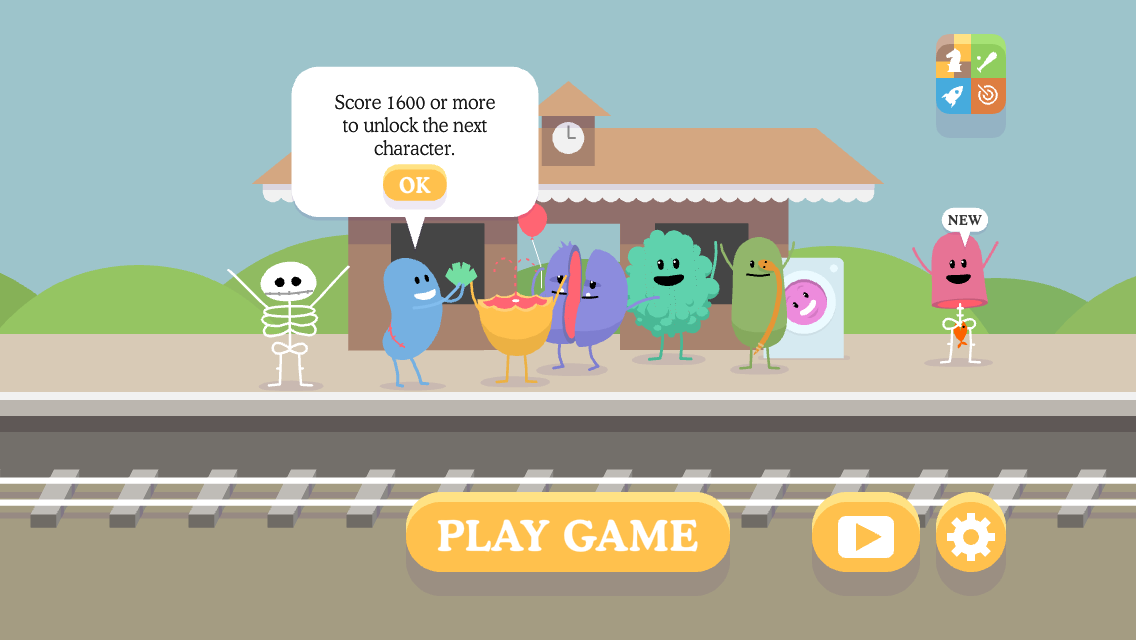 Score 1600 or more
to unlock the next
character.
OK
NEW
PLAY GAME